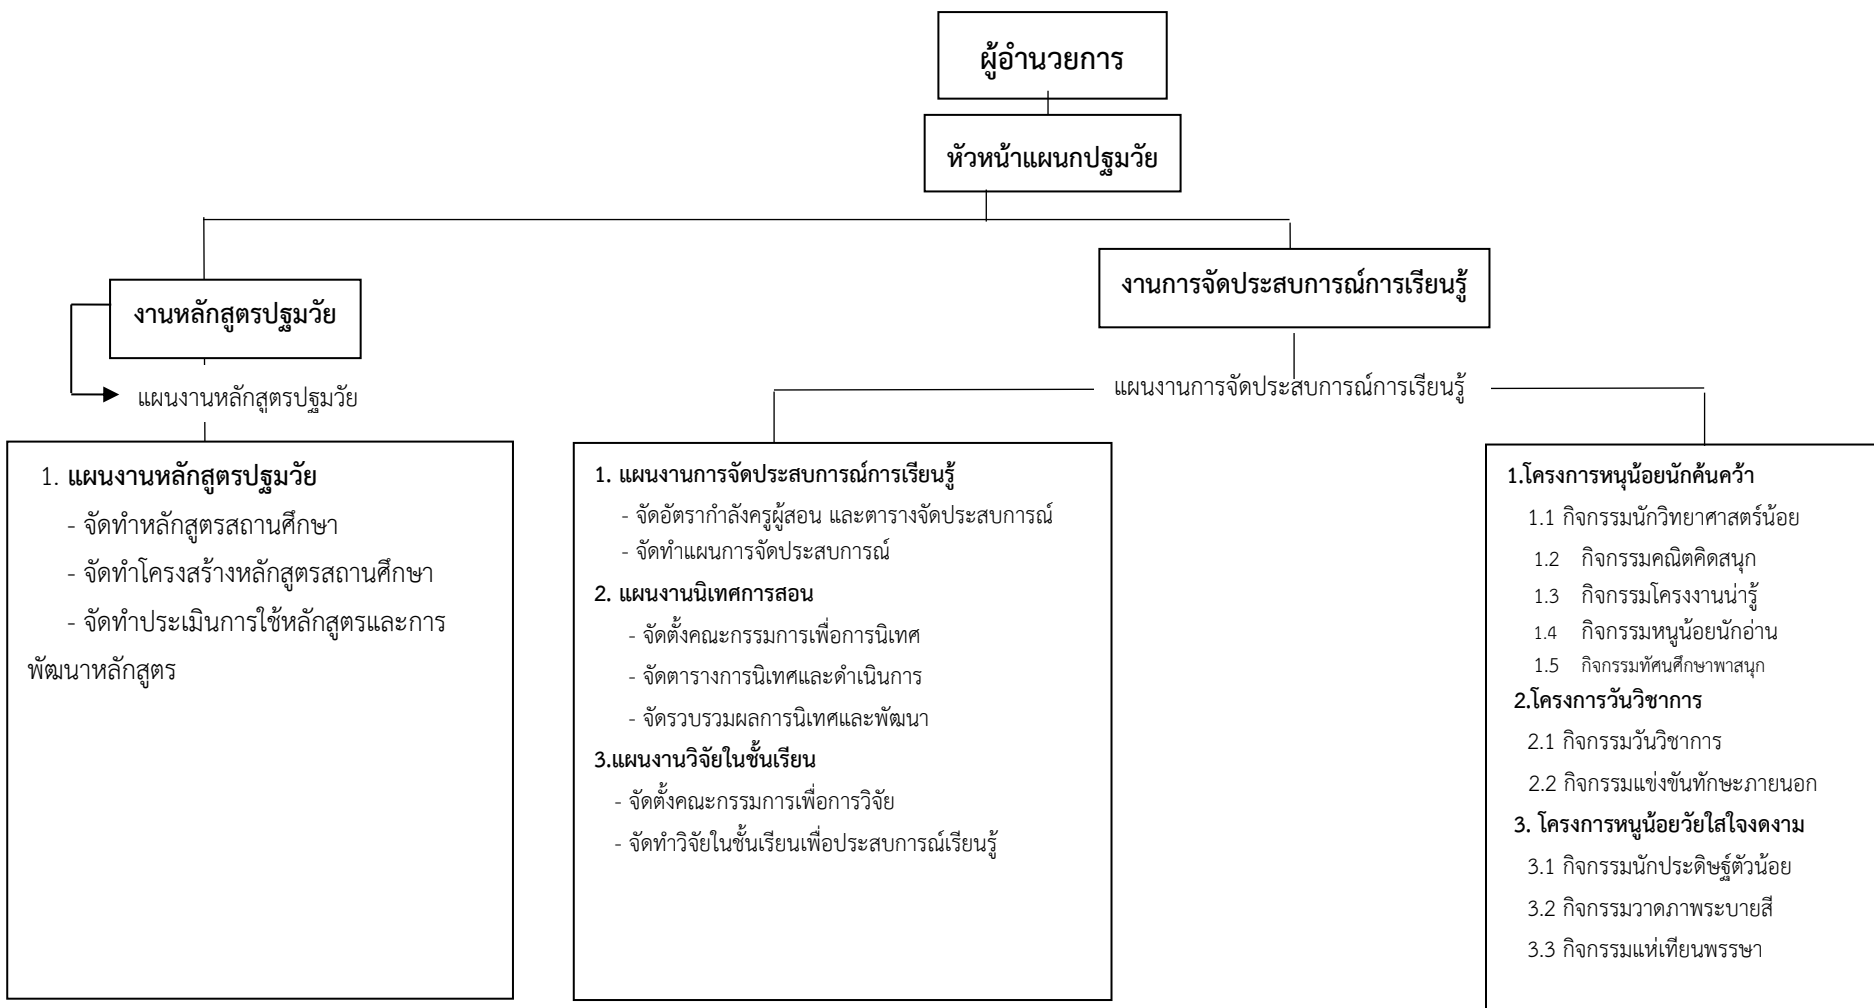 ผู้อำนวยการ
หัวหน้าแผนกปฐมวัย
งานหลักสูตรปฐมวัย
แผนงานหลักสูตรปฐมวัย
1. แผนงานหลักสูตรปฐมวัย
- จัดทำหลักสูตรสถานศึกษา
- จัดทำโครงสร้างหลักสูตรสถานศึกษา
- จัดทำประเมินการใช้หลักสูตรและการ
พัฒนาหลักสูตร
งานการจัดประสบการณ์การเรียนรู้
แผนงานการจัดประสบการณ์การเรียนรู้
1. แผนงานการจัดประสบการณ์การเรียนรู้
- จัดอัตรากำลังครูผู้สอน และตารางจัดประสบการณ์
- จัดทำแผนการจัดประสบการณ์
2. แผนงานนิเทศการสอน
- จัดตั้งคณะกรรมการเพื่อการนิเทศ
- จัดตารางการนิเทศและดำเนินการ
- จัดรวบรวมผลการนิเทศและพัฒนา
3.แผนงานวิจัยในชั้นเรียน
- จัดตั้งคณะกรรมการเพื่อการวิจัย
- จัดทำวิจัยในชั้นเรียนเพื่อประสบการณ์เรียนรู้
1.โครงการหนุน้อยนักค้นคว้า
1.1 กิจกรรมนักวิทยาศาสตร์น้อย
1.2 กิจกรรมคณิตคิดสนุก
1.3 กิจกรรมโครงงานน่ารู้
1.4 กิจกรรมหนูน้อยนักอ่าน
1.5 กิจกรรมทัศนศึกษาพาสนุก
2.โครงการวันวิชาการ
2.1 กิจกรรมวันวิชาการ
2.2 กิจกรรมแข่งขันทักษะภายนอก
3. โครงการหนูน้อยวัยใสใจงดงาม
3.1 กิจกรรมนักประดิษฐ์ตัวน้อย
3.2 กิจกรรมวาดภาพระบายสี
3.3 กิจกรรมแห่เทียนพรรษา